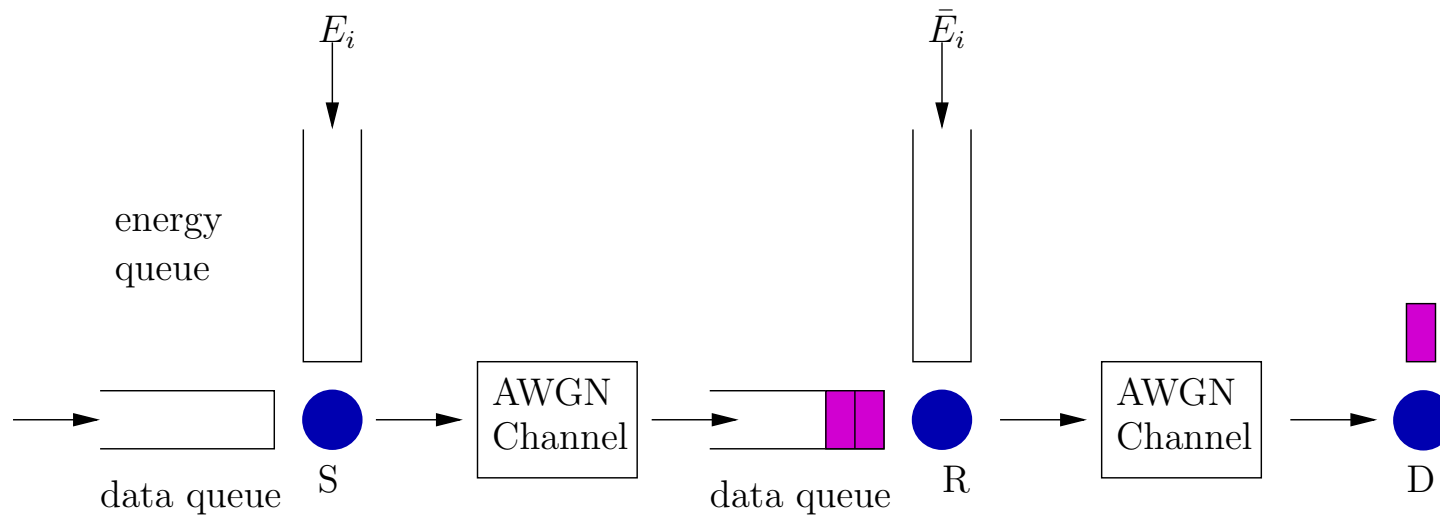 E_i
Ē_i
energy
queue
AWGN
Channel
AWGN
Channel
S
R
D
data queue
data queue